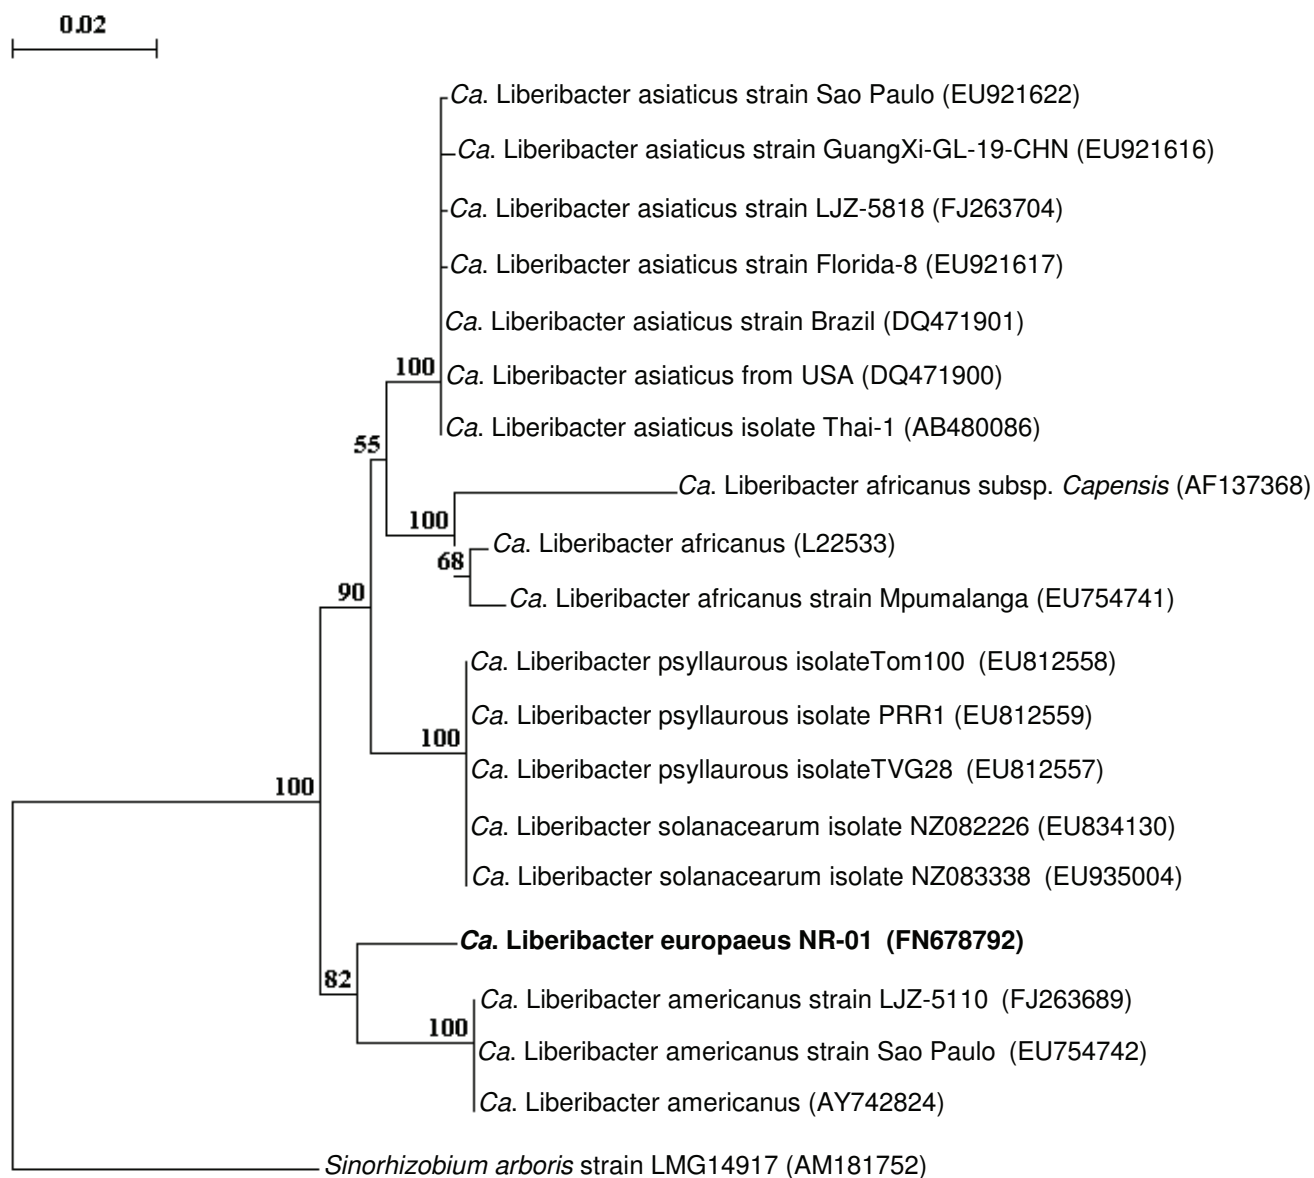 0.02
Ca. Liberibacter asiaticus strain Sao Paulo (EU921622)
Ca. Liberibacter asiaticus strain GuangXi-GL-19-CHN (EU921616)
Ca. Liberibacter asiaticus strain LJZ-5818 (FJ263704)
Ca. Liberibacter asiaticus strain Florida-8 (EU921617)
Ca. Liberibacter asiaticus strain Brazil (DQ471901)
100 Ca. Liberibacter asiaticus from USA (DQ471900)
Ca. Liberibacter asiaticus isolate Thai-1 (AB480086)
55
Ca. Liberibacter africanus subsp. Capensis (AF137368)
100
Ca. Liberibacter africanus (L22533)
68
90
Ca. Liberibacter africanus strain Mpumalanga (EU754741)
Ca. Liberibacter psyllaurous isolateTom100 (EU812558)
Ca. Liberibacter psyllaurous isolate PRR1 (EU812559)
100
Ca. Liberibacter psyllaurous isolateTVG28 (EU812557)
100
Ca. Liberibacter solanacearum isolate NZ082226 (EU834130)
Ca. Liberibacter solanacearum isolate NZ083338 (EU935004)
Ca. Liberibacter europaeus NR-01 (FN678792)
82
Ca. Liberibacter americanus strain LJZ-5110 (FJ263689)
100
Ca. Liberibacter americanus strain Sao Paulo (EU754742)
Ca. Liberibacter americanus (AY742824)
Sinorhizobium arboris strain LMG14917 (AM181752)